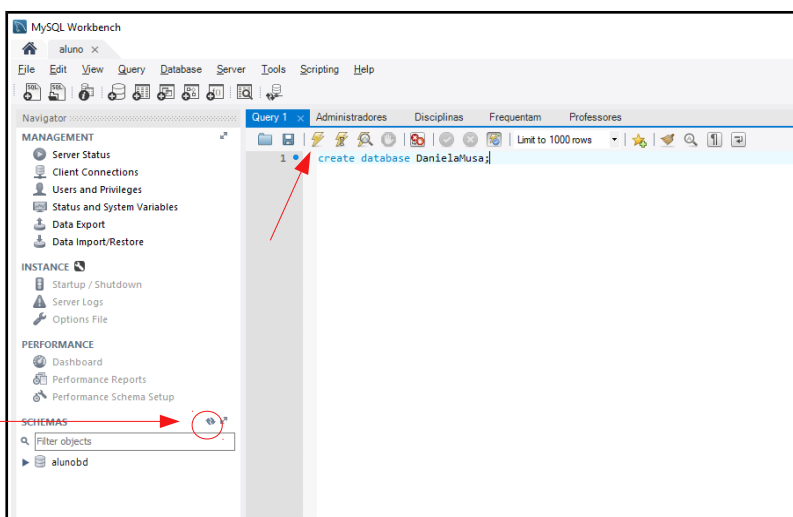 MySQL Workbench
aluno ×
File Edit View Query Database Server Tools Scripting Help
Navigator
Query 1 × Administradores Disciplinas Frequentam Professores
MANAGEMENT
Server Status
Client Connections
Users and Privileges
Status and System Variables
Data Export
Data Import/Restore
INSTANCE
Startup / Shutdown
Server Logs
Options File
PERFORMANCE
Dashboard
Performance Reports
Performance Schema Setup
SCHEMAS
Filter objects
alunobd
Limit to 1000 rows
1 create database DanielaMusa;